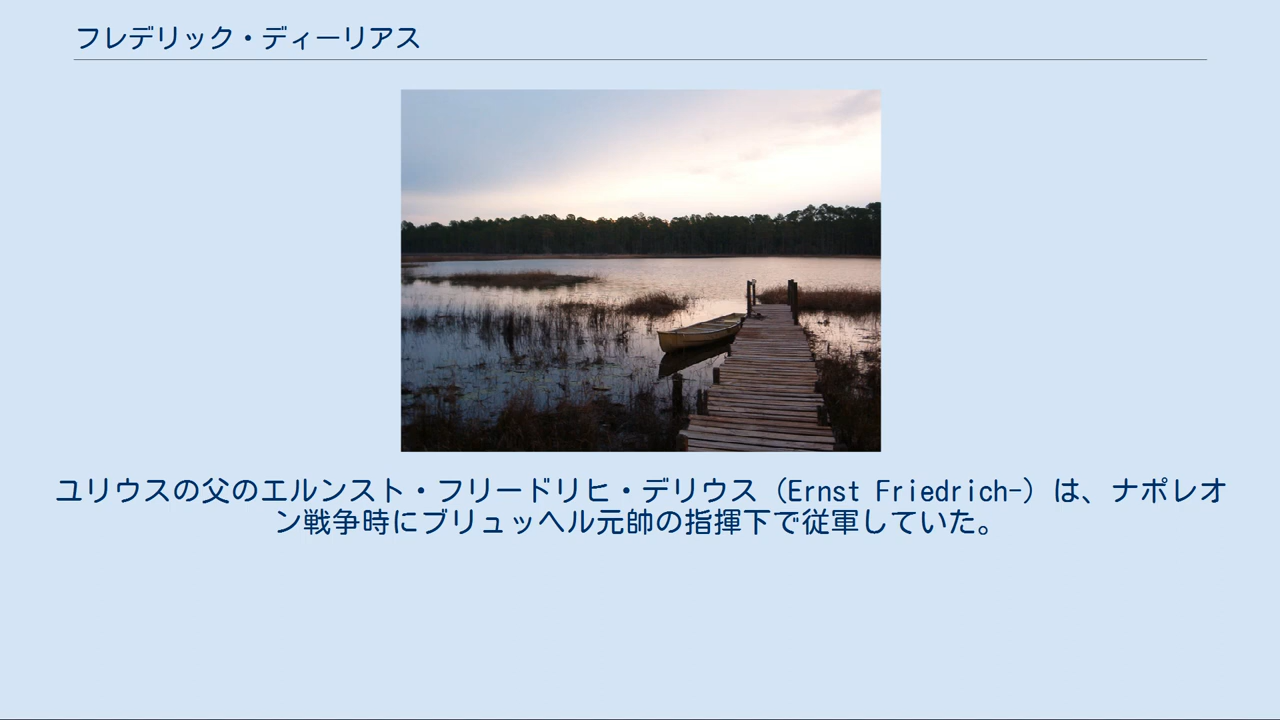 フレデリック・ディーリアス
ユリウスの父のエルンスト・フリードリヒ・デリウス（Ernst Friedrich-）は、ナポレオ
ン戦争時にブリュッヘル元帥の指揮下で従軍していた。